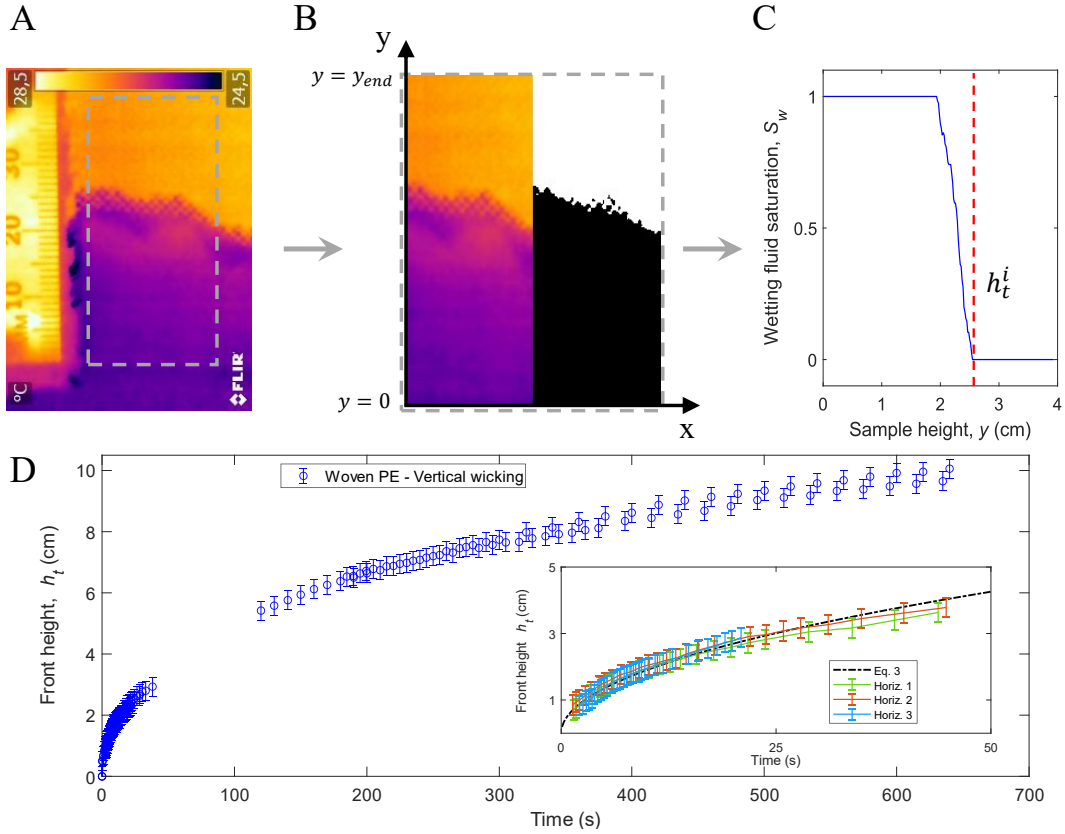 A
28,5
24,5
30
20
10
M
°C
FLIR
B
y
y = y_end
y = 0
x
C
Wetting fluid saturation, S_w
1
0.5
0
h_t^i
0 1 2 3 4
Sample height, y (cm)
D
Front height, h_t (cm)
10
8
6
4
2
0
Woven PE - Vertical wicking
Front height h_t (cm)
5
3
1
Eq. 3
Horiz. 1
Horiz. 2
Horiz. 3
0 25 50
Time (s)
0 100 200 300 400 500 600 700
Time (s)